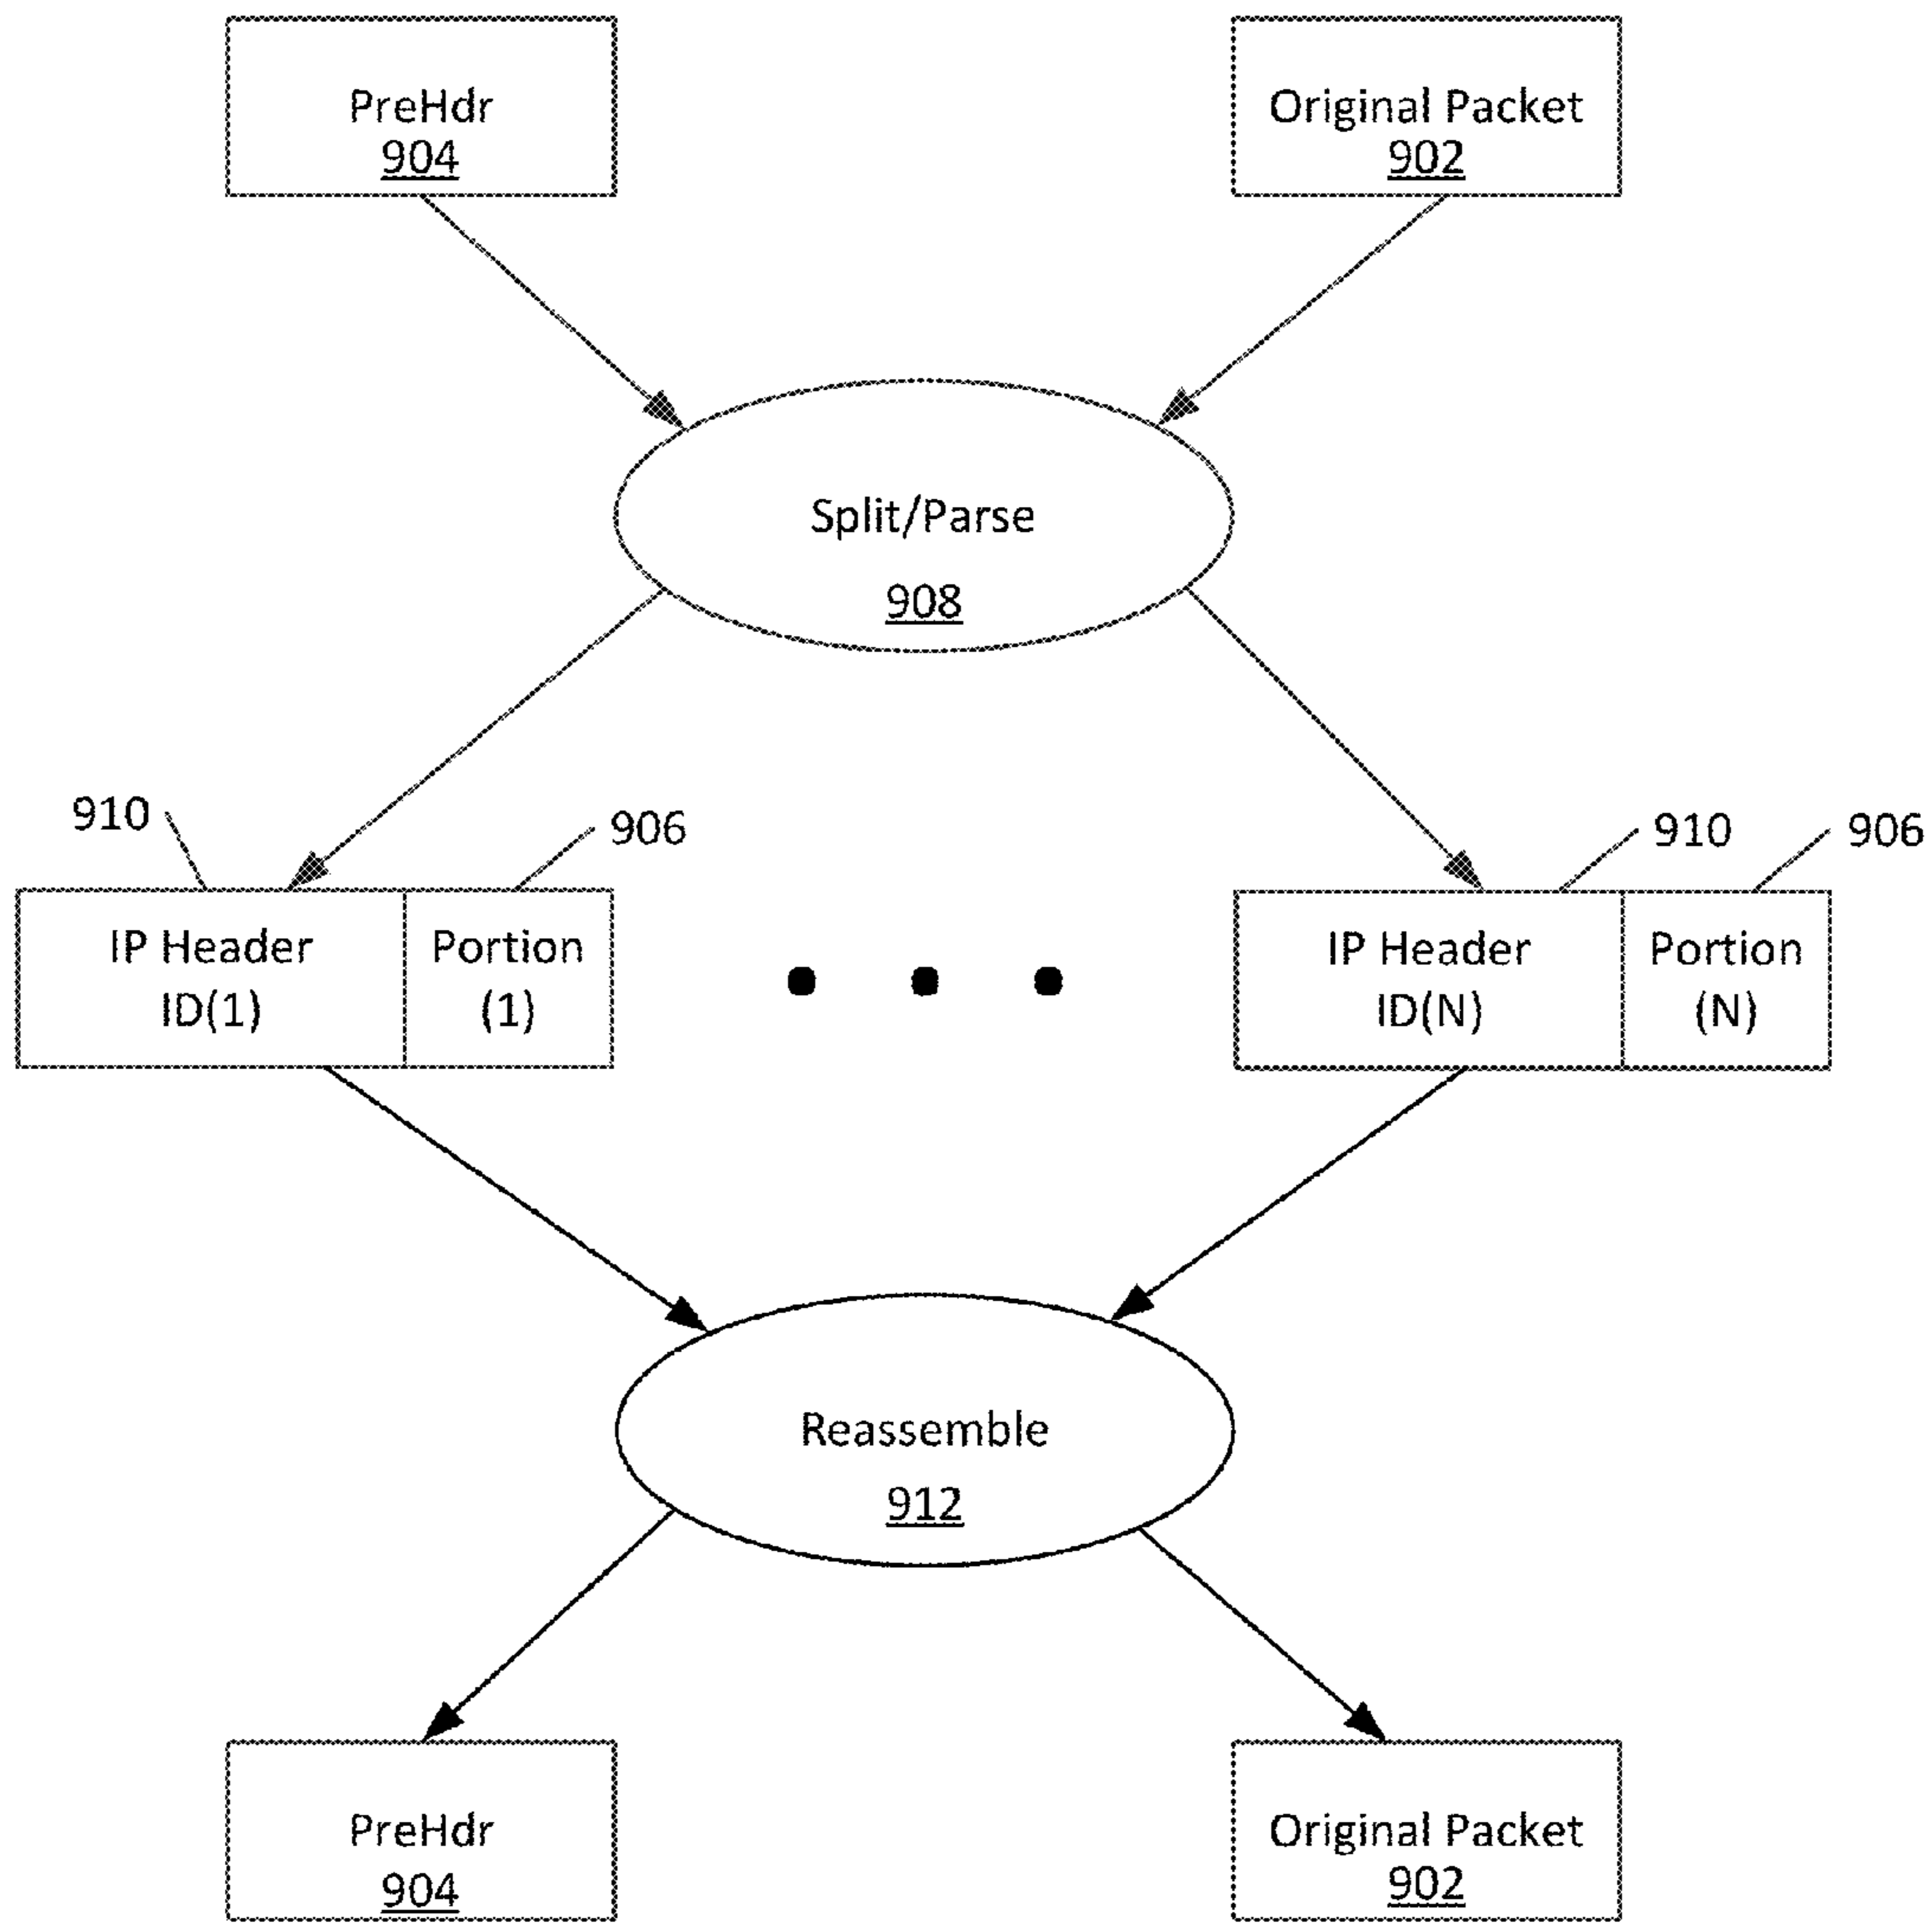 PreHdr
904
Original Packet
902
Split/Parse
908
910
906
910
906
IP Header
ID(1)
Portion
(1)
IP Header
ID(N)
Portion
(N)
Reassemble
912
PreHdr
904
Original Packet
902